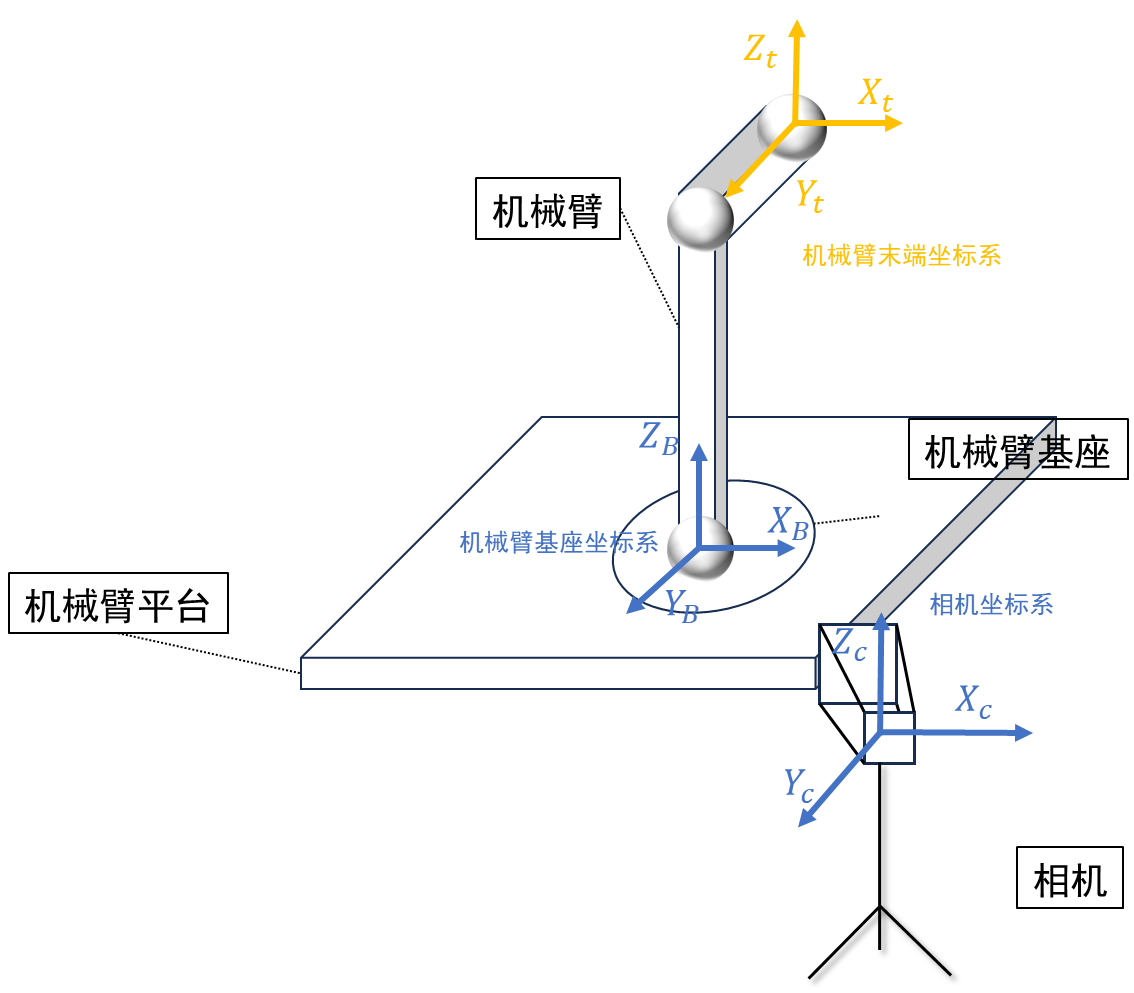 Z_t
X_t
Y_t
机械臂
机械臂末端坐标系
Z_B
机械臂基座
X_B
机械臂基座坐标系
Y_B
机械臂平台
相机坐标系
Z_c
X_c
Y_c
相机